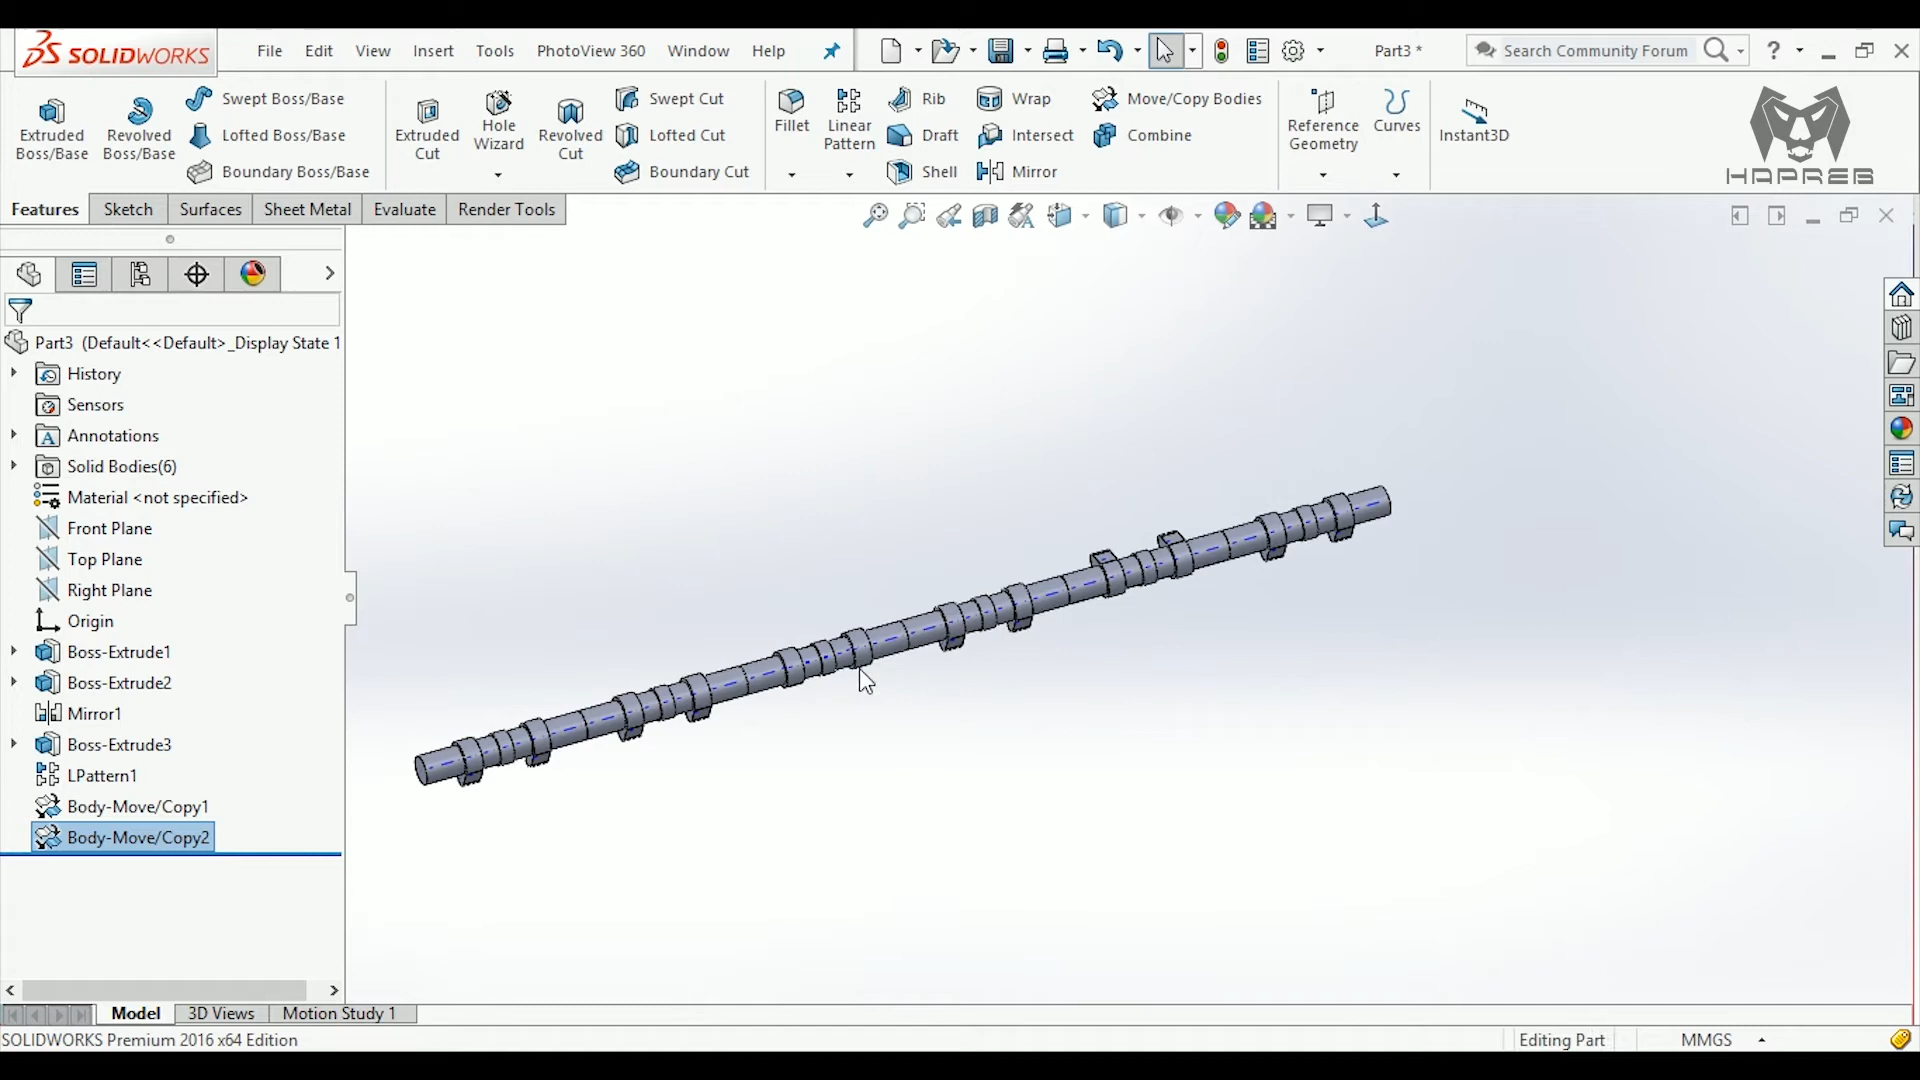 SOLIDWORKS
File Edit View Insert Tools PhotoView 360 Window Help
Part3 *
Search Community Forum
?
Extruded Boss/Base
Revolved Boss/Base
Swept Boss/Base
Lofted Boss/Base
Boundary Boss/Base
Extruded Cut
Hole Wizard
Revolved Cut
Swept Cut
Lofted Cut
Boundary Cut
Fillet
Linear Pattern
Rib
Draft
Shell
Wrap
Intersect
Mirror
Move/Copy Bodies
Combine
Reference Geometry
Curves
Instant3D
HAPREB
Features Sketch Surfaces Sheet Metal Evaluate Render Tools
Part3 (Default<<Default>_Display State 1
History
Sensors
Annotations
Solid Bodies(6)
Material <not specified>
Front Plane
Top Plane
Right Plane
Origin
Boss-Extrude1
Boss-Extrude2
Mirror1
Boss-Extrude3
LPattern1
Body-Move/Copy1
Body-Move/Copy2
Model 3D Views Motion Study 1
SOLIDWORKS Premium 2016 x64 Edition
Editing Part
MMGS